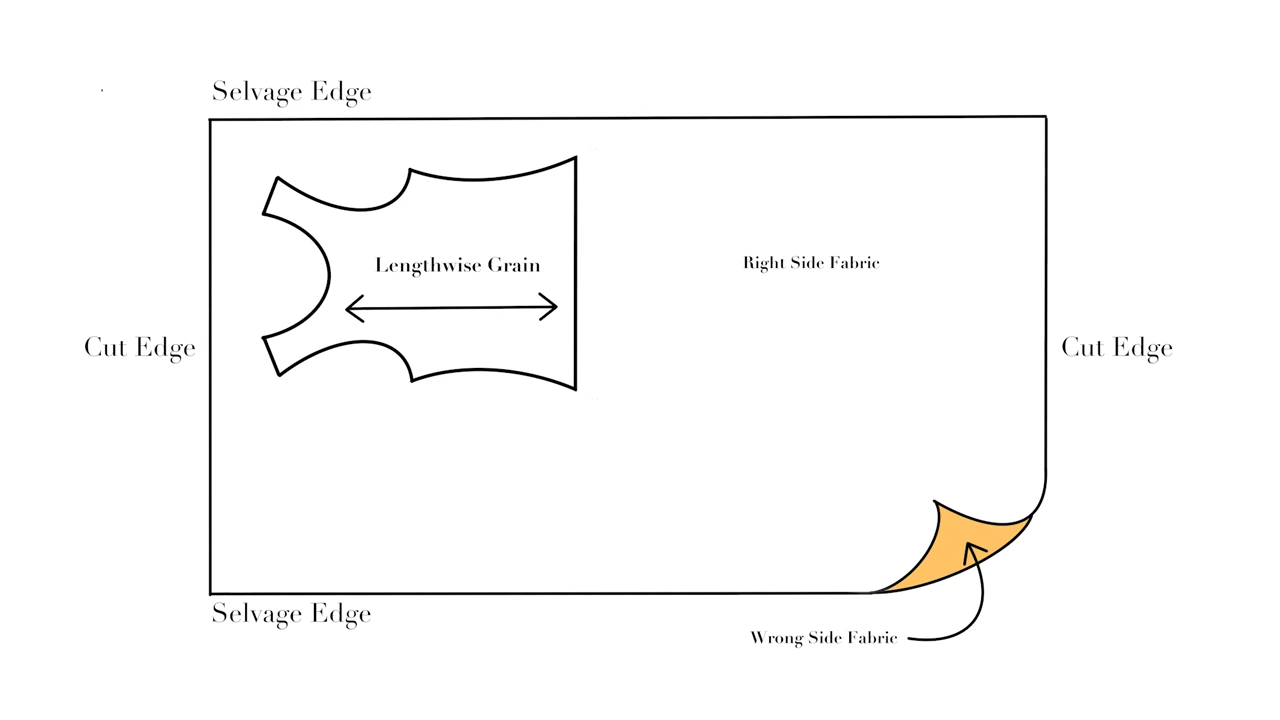 Selvage Edge
Lengthwise Grain
Right Side Fabric
Cut Edge
Cut Edge
Selvage Edge
Wrong Side Fabric